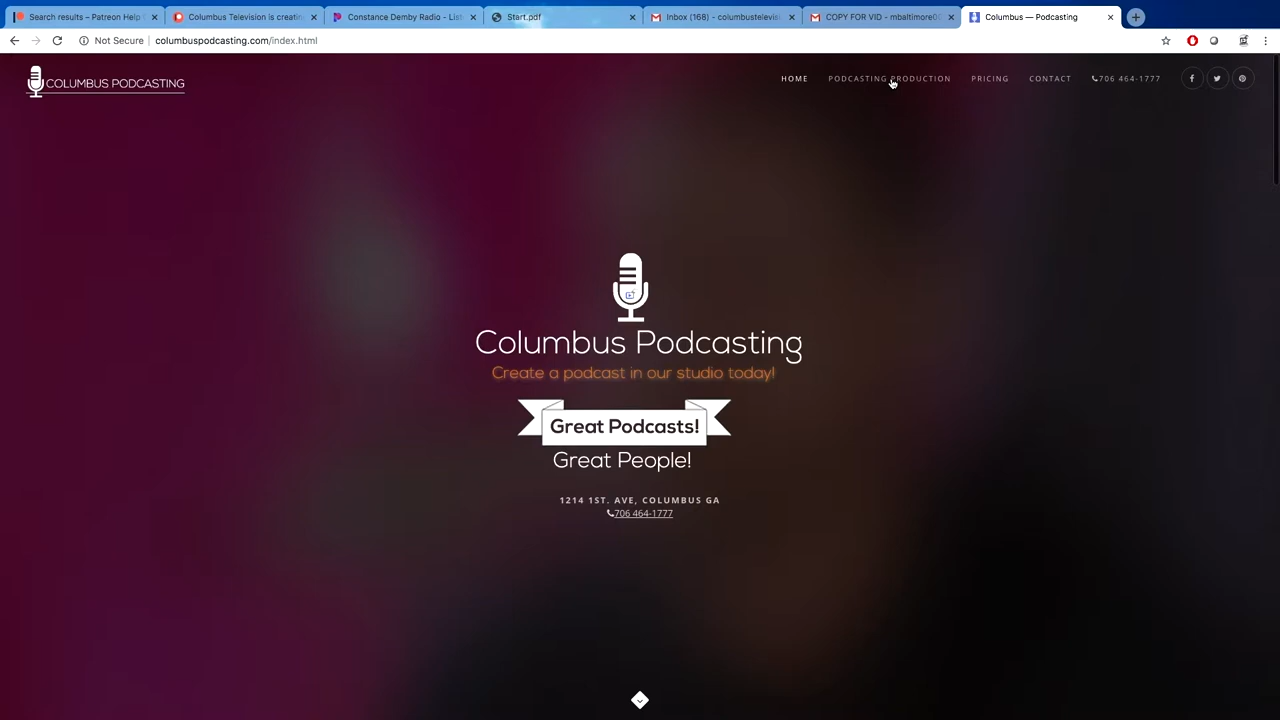 Search results – Patreon Help
Columbus Television is creatin
Constance Demby Radio - List
Start.pdf
Inbox (168) - columbustelevisi
COPY FOR VID - mbaltimore0
Columbus — Podcasting
Not Secure
columbuspodcasting.com/index.html
COLUMBUS PODCASTING
HOME
PODCASTING PRODUCTION
PRICING
CONTACT
706 464-1777
Columbus Podcasting
Create a podcast in our studio today!
Great Podcasts!
Great People!
1214 1ST. AVE, COLUMBUS GA
706 464-1777